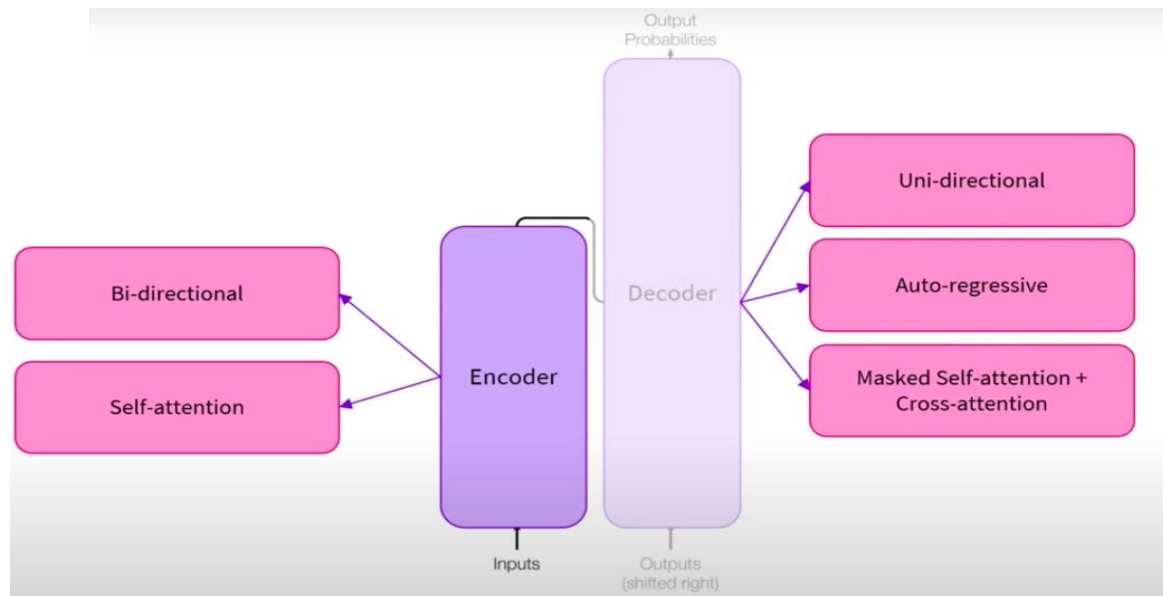 Output
Probabilities
Uni-directional
Bi-directional
Decoder
Auto-regressive
Encoder
Self-attention
Masked Self-attention +
Cross-attention
Inputs
Outputs
(shifted right)